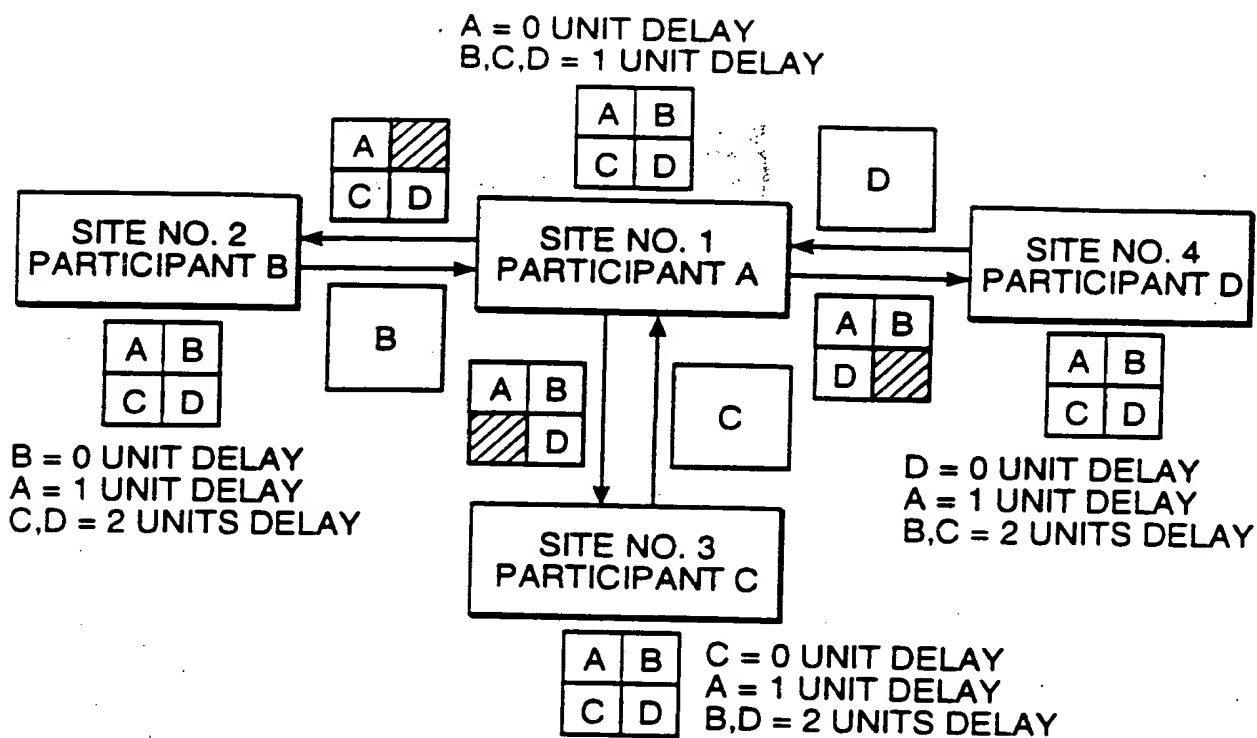 A = 0 UNIT DELAY
B,C,D = 1 UNIT DELAY
A B
C D
A
C D
D
SITE NO. 2
PARTICIPANT B
SITE NO. 1
PARTICIPANT A
SITE NO. 4
PARTICIPANT D
A B
C D
B
A B
D
C
A B
D
A B
C D
B = 0 UNIT DELAY
A = 1 UNIT DELAY
C,D = 2 UNITS DELAY
D = 0 UNIT DELAY
A = 1 UNIT DELAY
B,C = 2 UNITS DELAY
SITE NO. 3
PARTICIPANT C
A B
C D
C = 0 UNIT DELAY
A = 1 UNIT DELAY
B,D = 2 UNITS DELAY